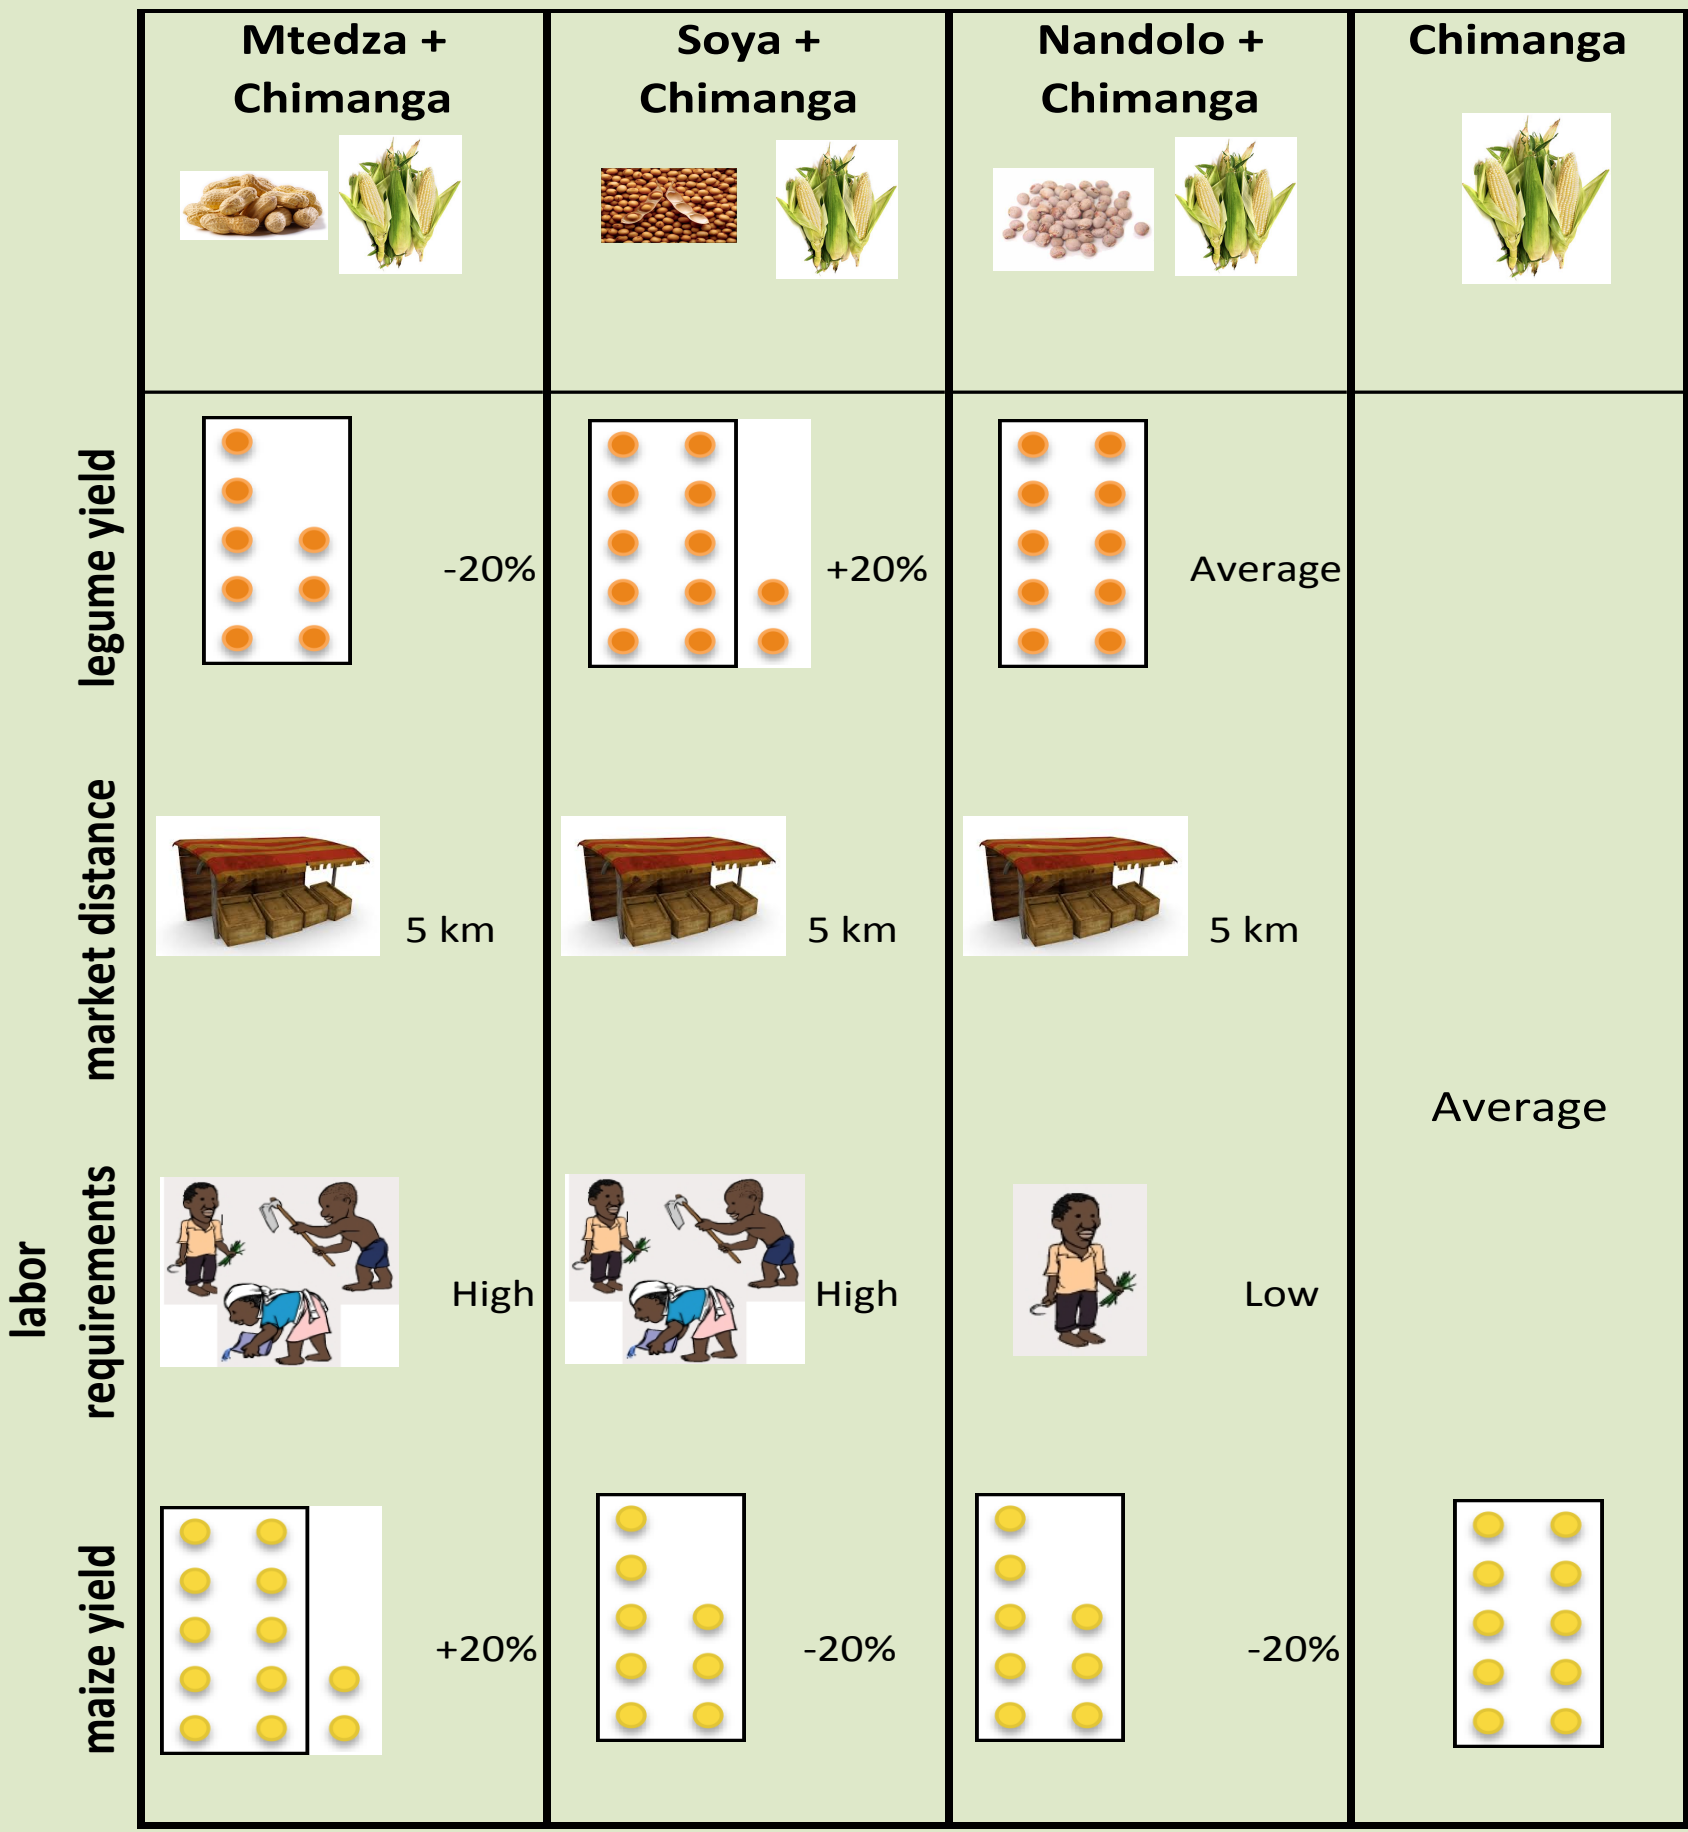 Mtedza +
Chimanga
Soya +
Chimanga
Nandolo +
Chimanga
Chimanga
legume yield
-20%
+20%
Average
market distance
5 km
5 km
5 km
Average
labor
requirements
High
High
Low
maize yield
+20%
-20%
-20%